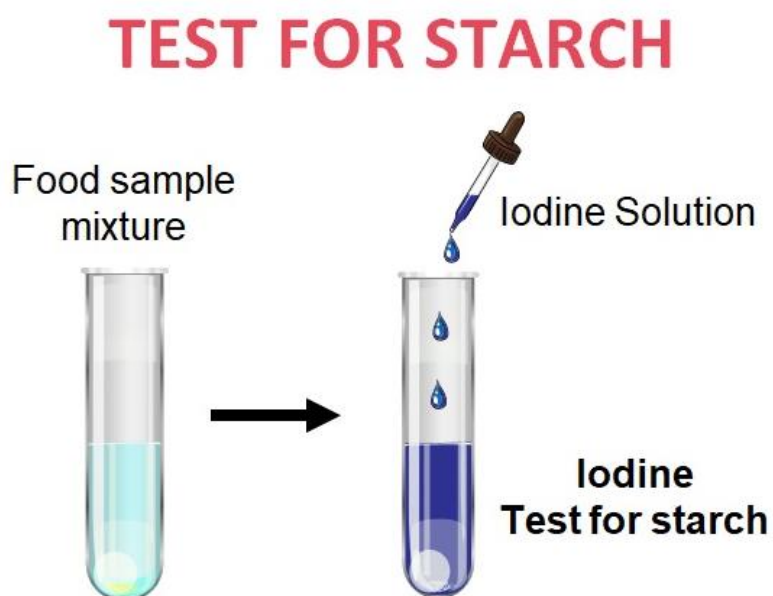 TEST FOR STARCH
Food sample
mixture
Iodine Solution
Iodine
Test for starch